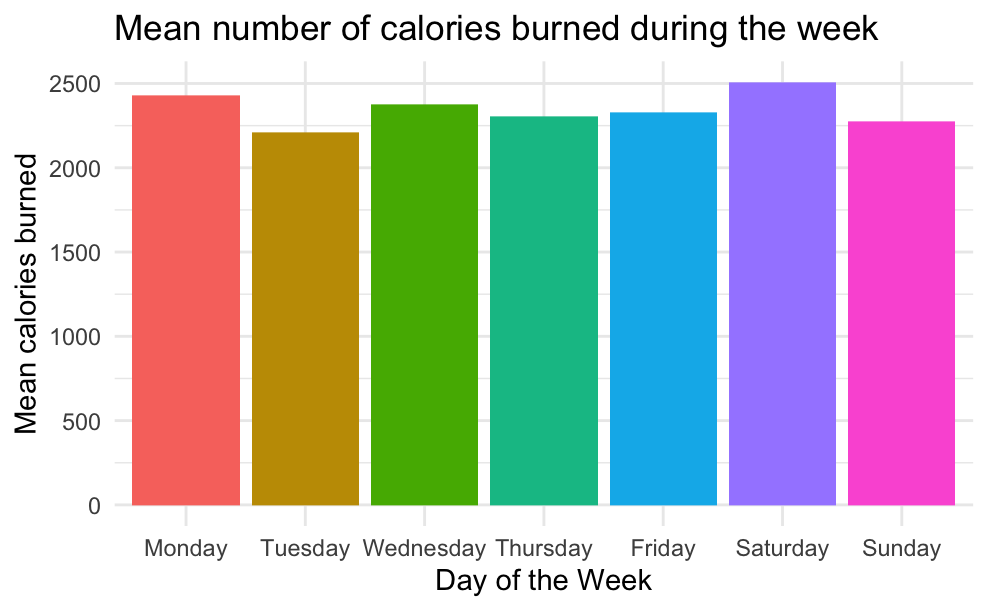 Mean number of calories burned during the week
Mean calories burned
2500
2000
1500
1000
500
0
Monday Tuesday Wednesday Thursday Friday Saturday Sunday
Day of the Week